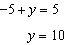 −5 + y = 5
y = 10